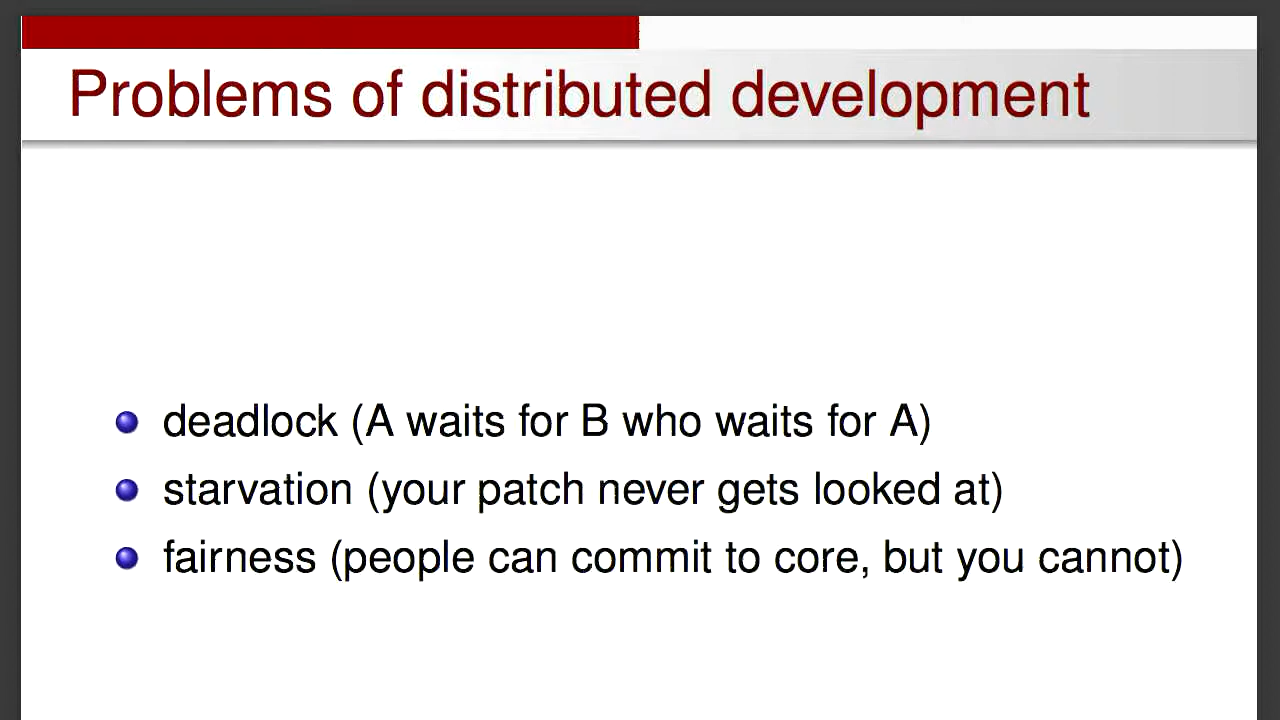 Problems of distributed development
deadlock (A waits for B who waits for A)
starvation (your patch never gets looked at)
fairness (people can commit to core, but you cannot)